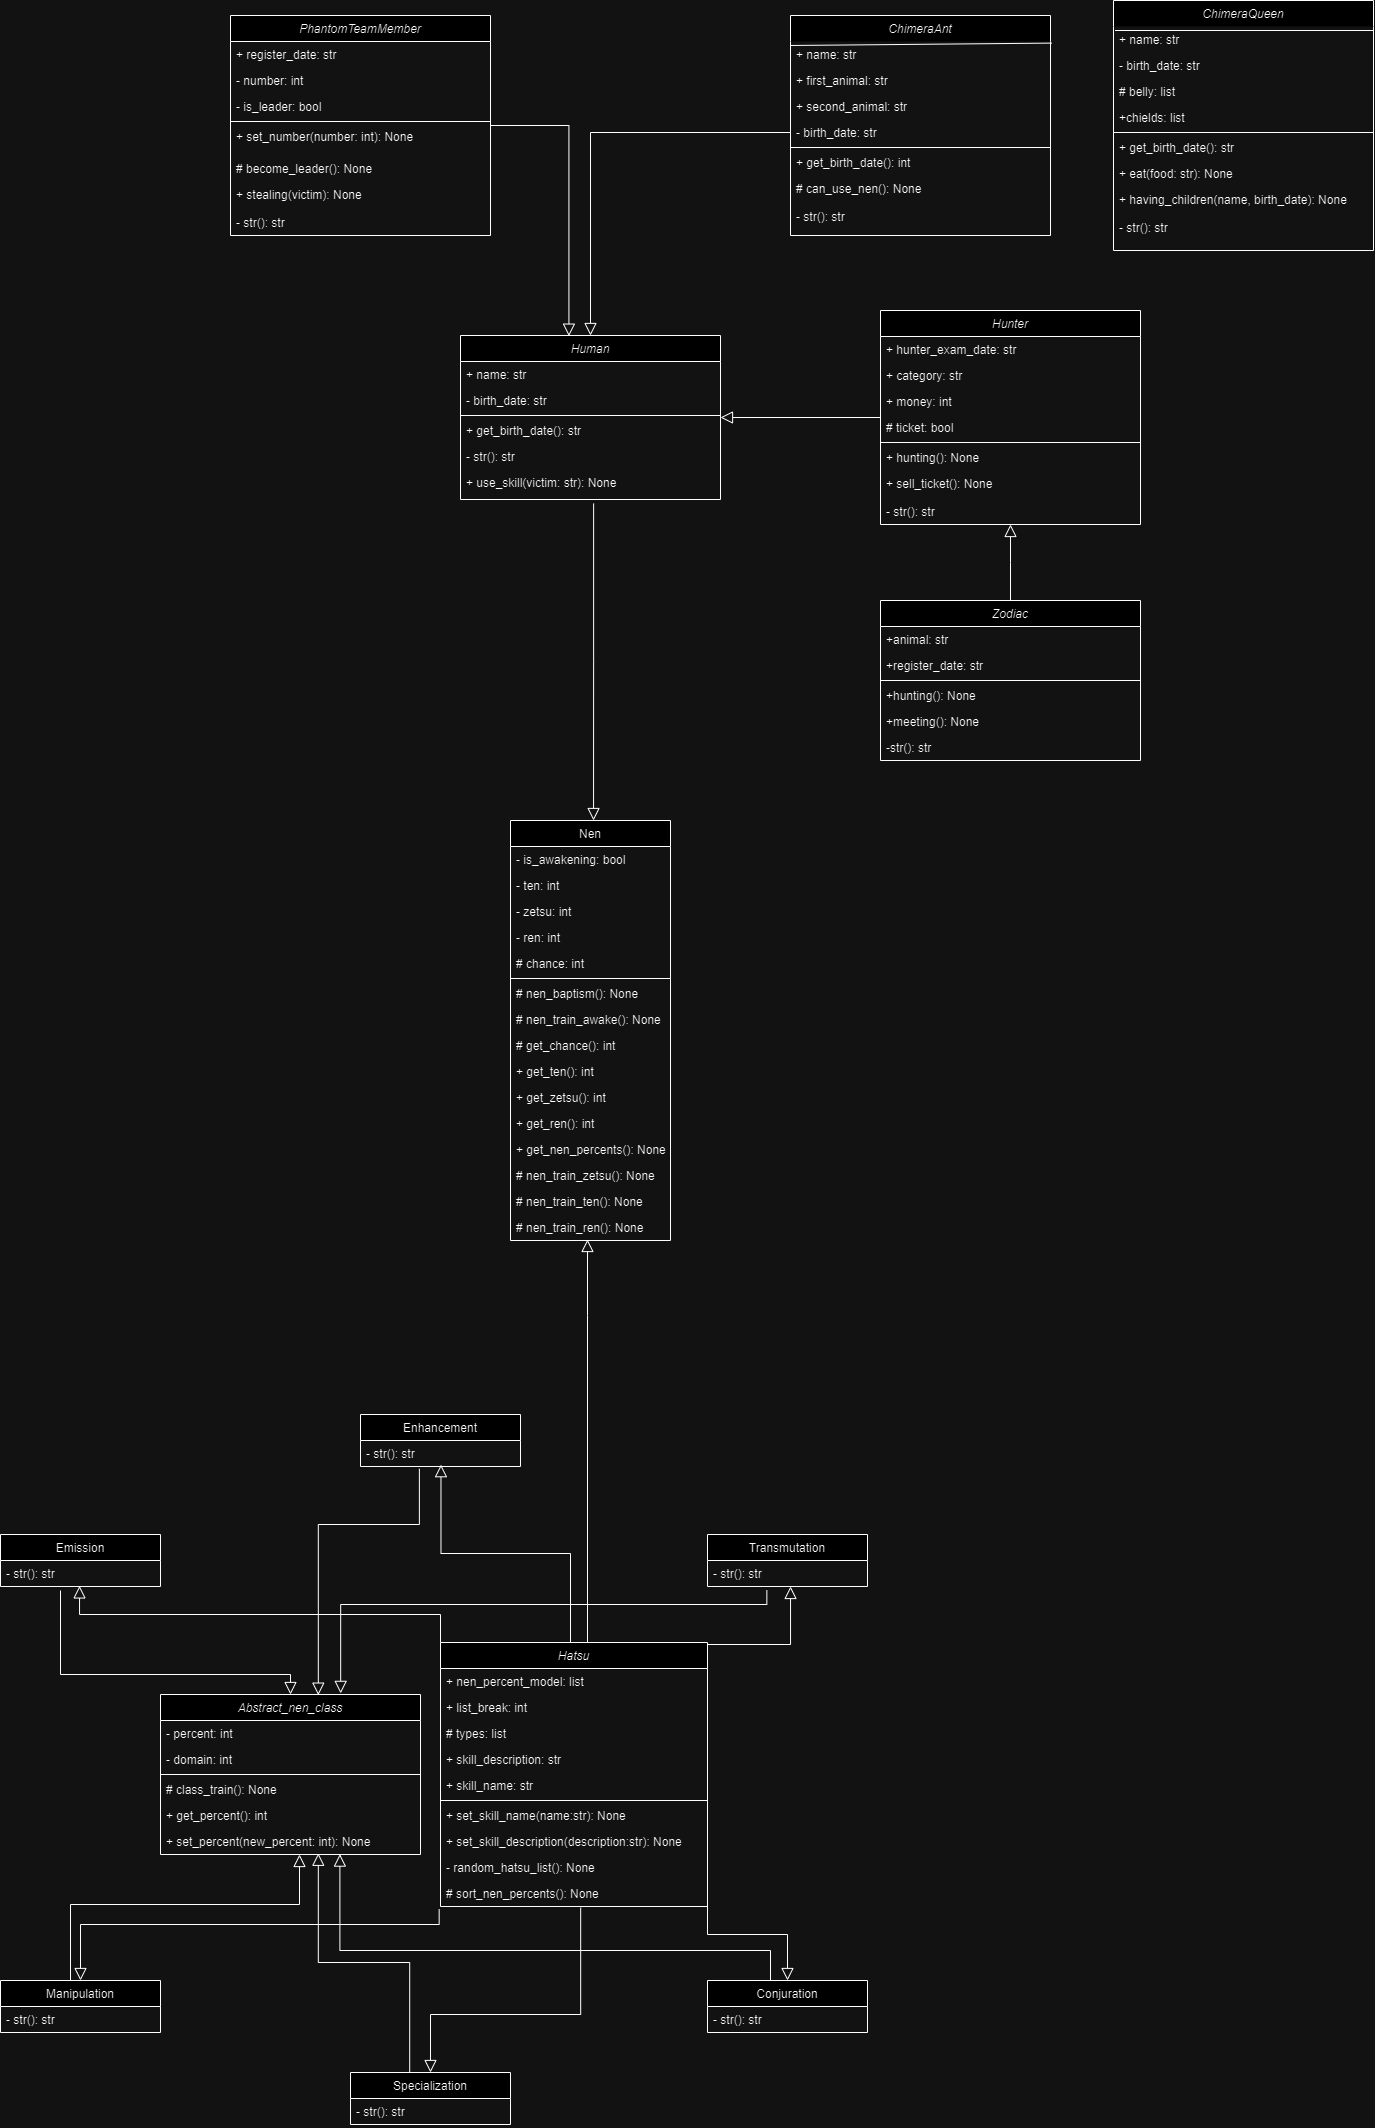 PhantomTeamMember
+ register_date: str
- number: int
- is_leader: bool
+ set_number(number: int): None
# become_leader(): None
+ stealing(victim): None
- str(): str
ChimeraAnt
+ name: str
+ first_animal: str
+ second_animal: str
- birth_date: str
+ get_birth_date(): int
# can_use_nen(): None
- str(): str
ChimeraQueen
+ name: str
- birth_date: str
# belly: list
+chields: list
+ get_birth_date(): str
+ eat(food: str): None
+ having_children(name, birth_date): None
- str(): str
Human
+ name: str
- birth_date: str
+ get_birth_date(): str
- str(): str
+ use_skill(victim: str): None
Hunter
+ hunter_exam_date: str
+ category: str
+ money: int
# ticket: bool
+ hunting(): None
+ sell_ticket(): None
- str(): str
Zodiac
+animal: str
+register_date: str
+hunting(): None
+meeting(): None
-str(): str
Nen
- is_awakening: bool
- ten: int
- zetsu: int
- ren: int
# chance: int
# nen_baptism(): None
# nen_train_awake(): None
# get_chance(): int
+ get_ten(): int
+ get_zetsu(): int
+ get_ren(): int
+ get_nen_percents(): None
# nen_train_zetsu(): None
# nen_train_ten(): None
# nen_train_ren(): None
Enhancement
- str(): str
Emission
- str(): str
Transmutation
- str(): str
Abstract_nen_class
- percent: int
- domain: int
# class_train(): None
+ get_percent(): int
+ set_percent(new_percent: int): None
Hatsu
+ nen_percent_model: list
+ list_break: int
# types: list
+ skill_description: str
+ skill_name: str
+ set_skill_name(name:str): None
+ set_skill_description(description:str): None
- random_hatsu_list(): None
# sort_nen_percents(): None
Manipulation
- str(): str
Conjuration
- str(): str
Specialization
- str(): str